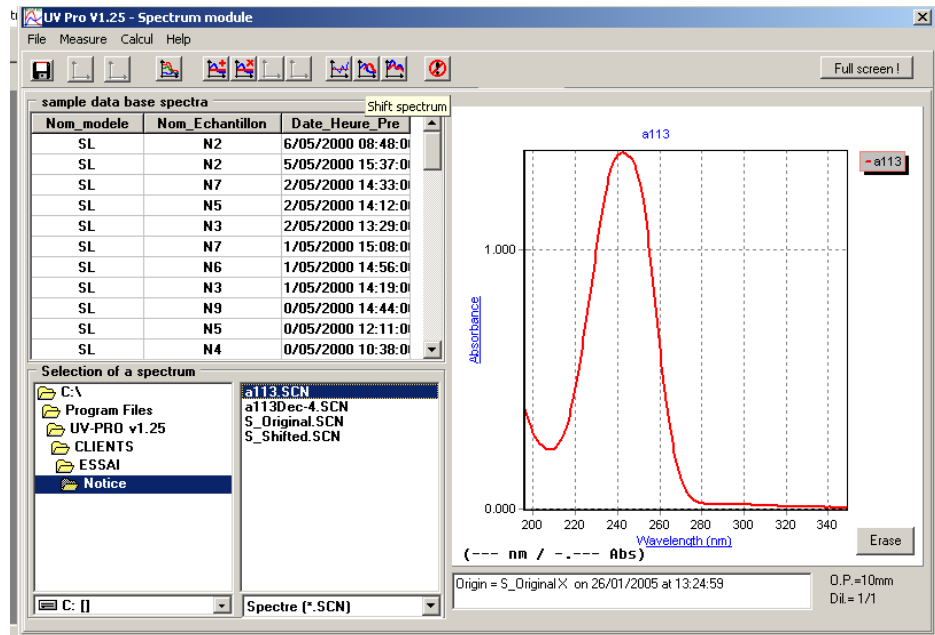 UV Pro V1.25 - Spectrum module
File Measure Calcul Help
Full screen !
Shift spectrum
sample data base spectra
Nom_modele Nom_Echantillon Date_Heure_Pre
SL N2 6/05/2000 08:48:0
SL N2 5/05/2000 15:37:0
SL N7 2/05/2000 14:33:0
SL N5 2/05/2000 14:12:0
SL N3 2/05/2000 13:29:0
SL N7 1/05/2000 15:08:0
SL N6 1/05/2000 14:56:0
SL N3 1/05/2000 14:19:0
SL N9 0/05/2000 14:44:0
SL N5 0/05/2000 12:11:0
SL N4 0/05/2000 10:38:0
Selection of a spectrum
C:\
Program Files
UV-PRO v1.25
CLIENTS
ESSAI
Notice
a113.SCN
a113Dec-4.SCN
S_Original.SCN
S_Shifted.SCN
C: []
Spectre (*.SCN)
a113
a113
Absorbance
1.000
0.000
200 220 240 260 280 300 320 340
Wavelength (nm)
(--- nm / -.--- Abs)
Erase
Origin = S_Original X on 26/01/2005 at 13:24:59
O.P.=10mm
Dil.= 1/1